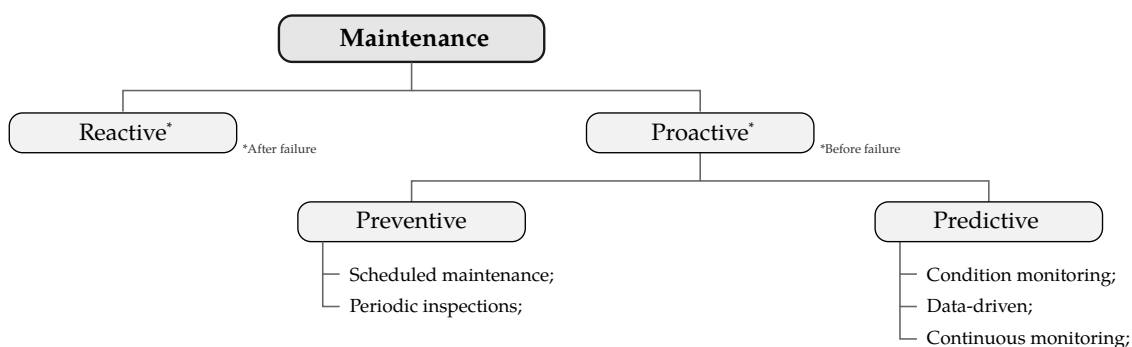 Maintenance
Reactive*
*After failure
Proactive*
*Before failure
Preventive
Scheduled maintenance;
Periodic inspections;
Predictive
Condition monitoring;
Data-driven;
Continuous monitoring;